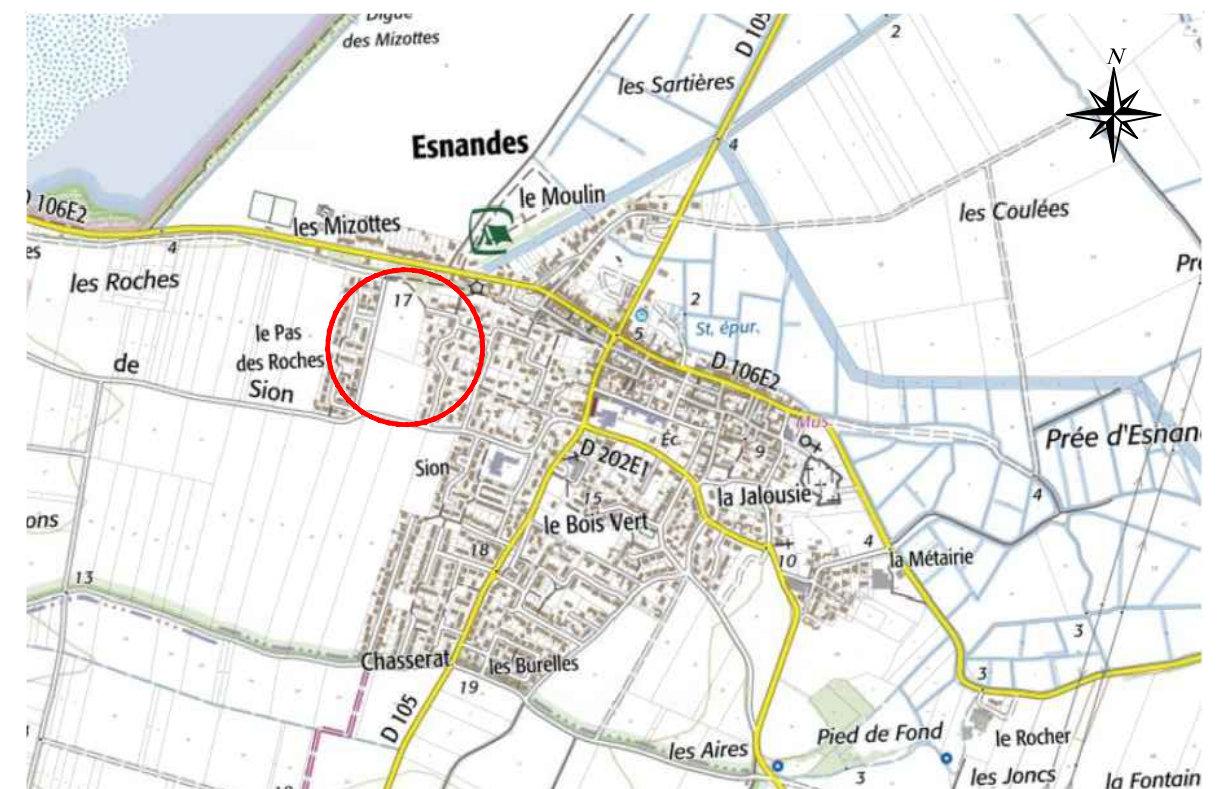 Digue
des Mizottes
D 105
2
N
les Sartières
Esnandes
4
le Moulin
D 106E2
les Mizottes
les Coulées
4
es
les Roches
Pré
17
2
le Pas
des Roches
St. épur.
5
de
Sion
D 106E2
Mus.
Éc.
9
Prée d'Esnan
D 202E1
Sion
la Jalousie
15
4
ons
le Bois Vert
4
18
10
la Métairie
13
3
Chasserat
les Burelles
19
3
D 105
Pied de Fond
le Rocher
les Aires
3
les Joncs
la Fontain